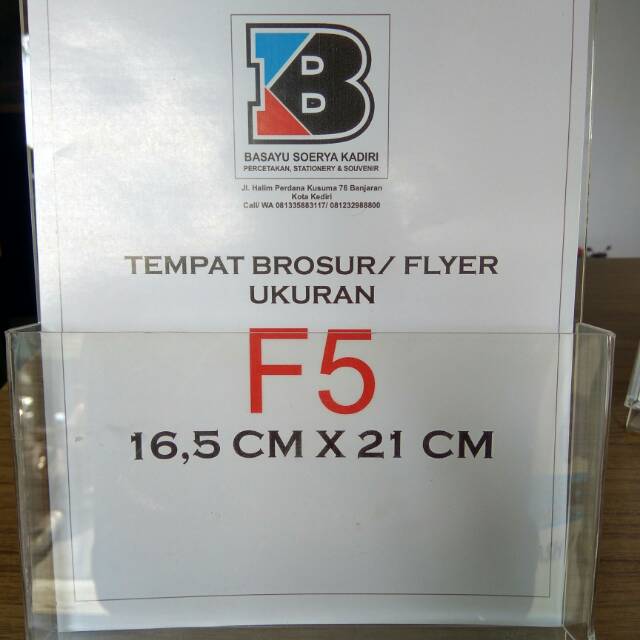 B
BASAYU SOERYA KADIRI
PERCETAKAN, STATIONERY & SOUVENIR
Jl. Halim Perdana Kusuma 76 Banjaran
Kota Kediri
Call/ WA 081335883117/ 081232988800
TEMPAT BROSUR/ FLYER
UKURAN
F5
16,5 CM X 21 CM